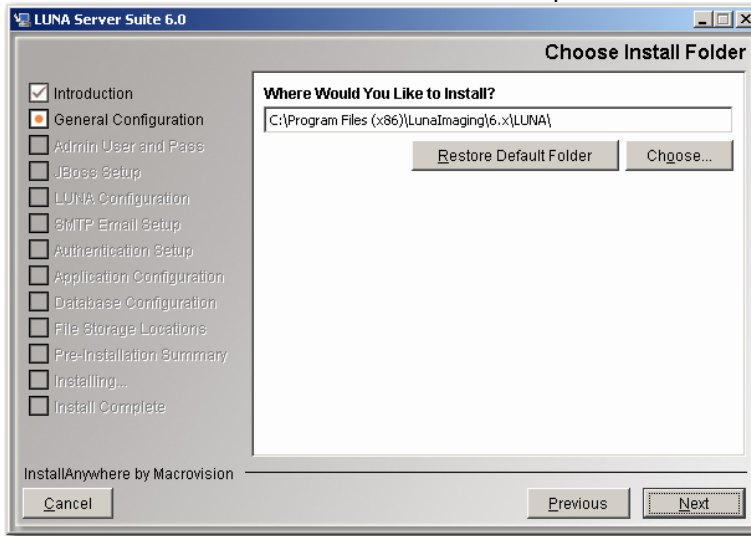 LUNA Server Suite 6.0
Choose Install Folder
Introduction
General Configuration
Admin User and Pass
JBoss Setup
LUNA Configuration
SMTP Email Setup
Authentication Setup
Application Configuration
Database Configuration
File Storage Locations
Pre-Installation Summary
Installing...
Install Complete
Where Would You Like to Install?
C:\Program Files (x86)\LunaImaging\6.x\LUNA\
Restore Default Folder
Choose...
InstallAnywhere by Macrovision
Cancel
Previous
Next